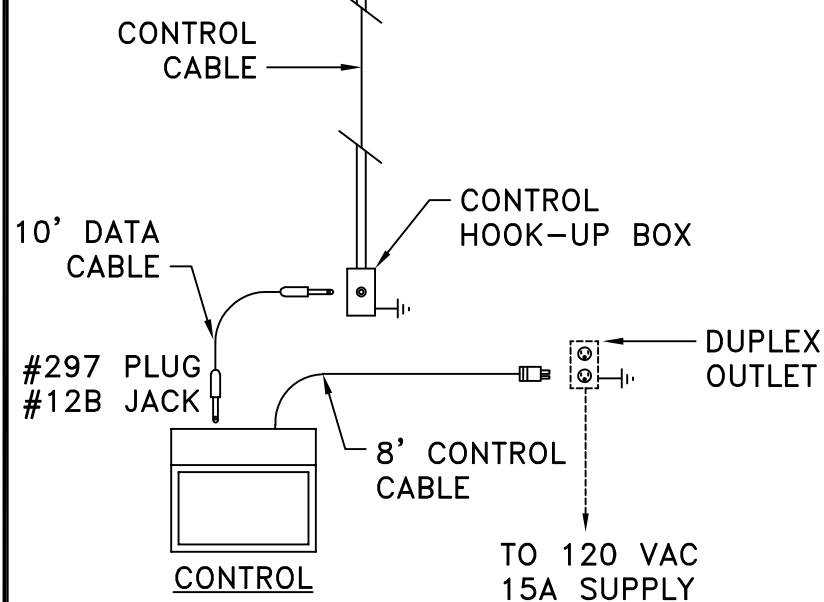 CONTROL
CABLE
CONTROL
HOOK-UP BOX
10' DATA
CABLE
DUPLEX
OUTLET
#297 PLUG
#12B JACK
8' CONTROL
CABLE
TO 120 VAC
15A SUPPLY
CONTROL